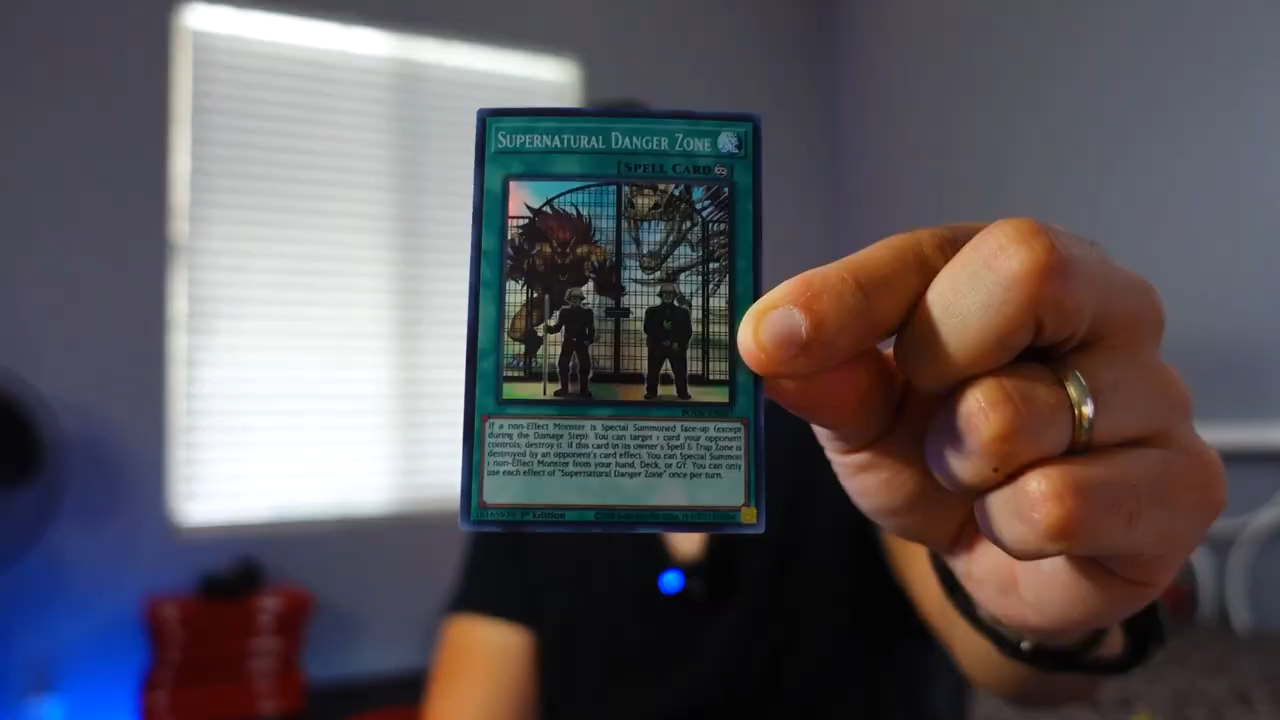 SUPERNATURAL DANGER ZONE
[SPELL CARD
If a non-Effect Monster is Special Summoned face-up (except
during the Damage Step): You can target 1 card your opponent
controls; destroy it. If this card in its owner's Spell & Trap Zone is
destroyed by an opponent's card effect: You can Special Summon
1 non-Effect Monster from your hand, Deck, or GY. You can only
use each effect of "Supernatural Danger Zone" once per turn.
1st Edition